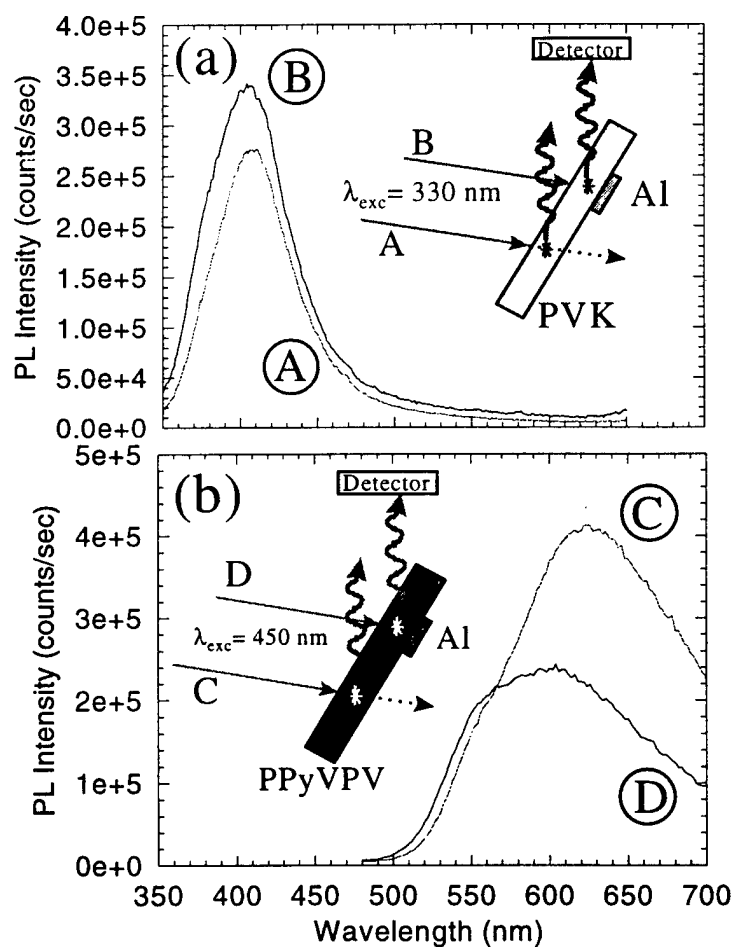 4.0e+5
3.5e+5
3.0e+5
2.5e+5
2.0e+5
1.5e+5
1.0e+5
5.0e+4
0.0e+0
PL Intensity (counts/sec)
(a)
B
A
Detector
B
λexc= 330 nm
A
Al
PVK
5e+5
4e+5
3e+5
2e+5
1e+5
0e+0
PL Intensity (counts/sec)
(b)
Detector
D
λexc= 450 nm
C
Al
PPyVPV
C
D
350 400 450 500 550 600 650 700
Wavelength (nm)